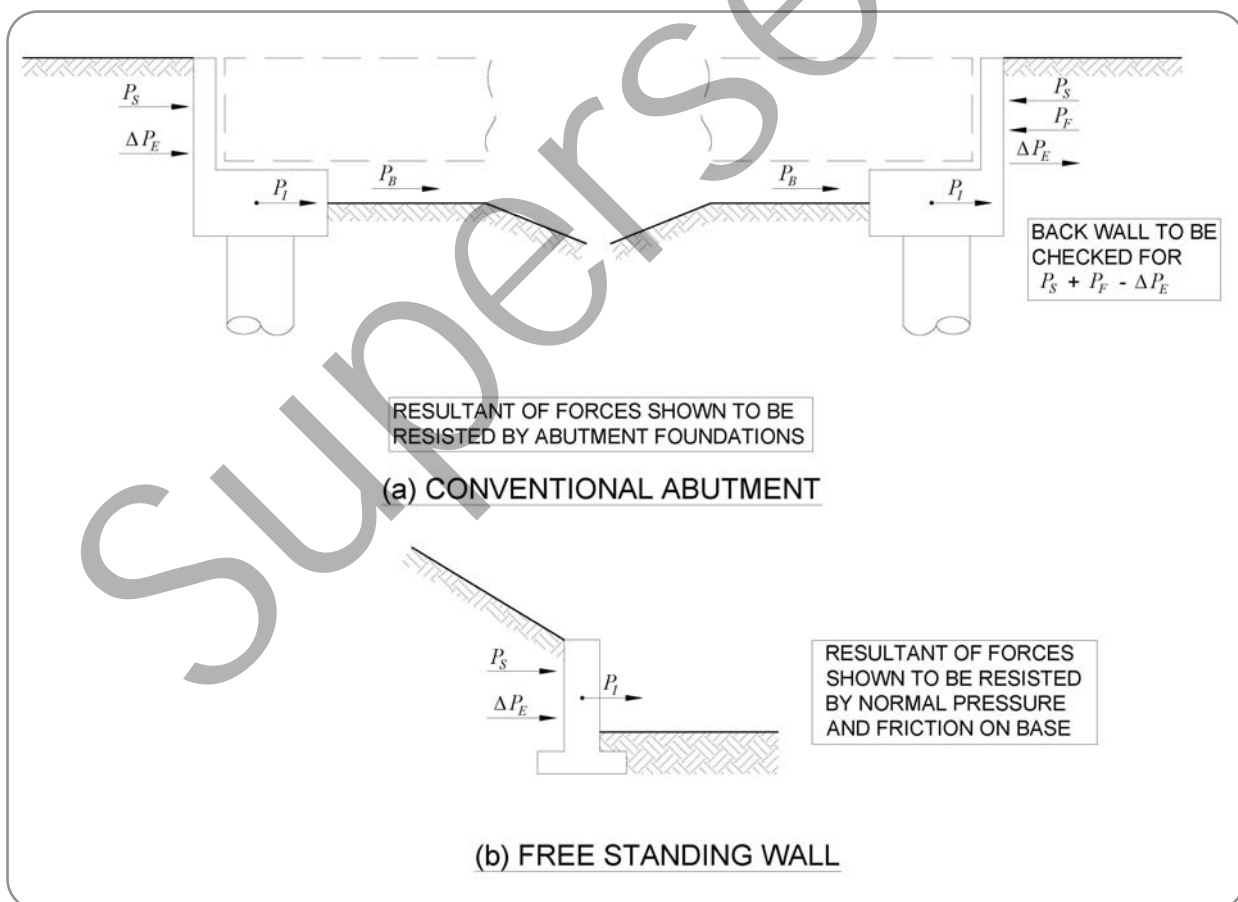 P_S
ΔP_E
P_I
P_B
P_B
P_I
P_S
P_F
ΔP_E
BACK WALL TO BE
CHECKED FOR
P_S + P_F - ΔP_E
RESULTANT OF FORCES SHOWN TO BE
RESISTED BY ABUTMENT FOUNDATIONS
(a) CONVENTIONAL ABUTMENT
P_S
ΔP_E
P_I
RESULTANT OF FORCES
SHOWN TO BE RESISTED
BY NORMAL PRESSURE
AND FRICTION ON BASE
(b) FREE STANDING WALL
Superse